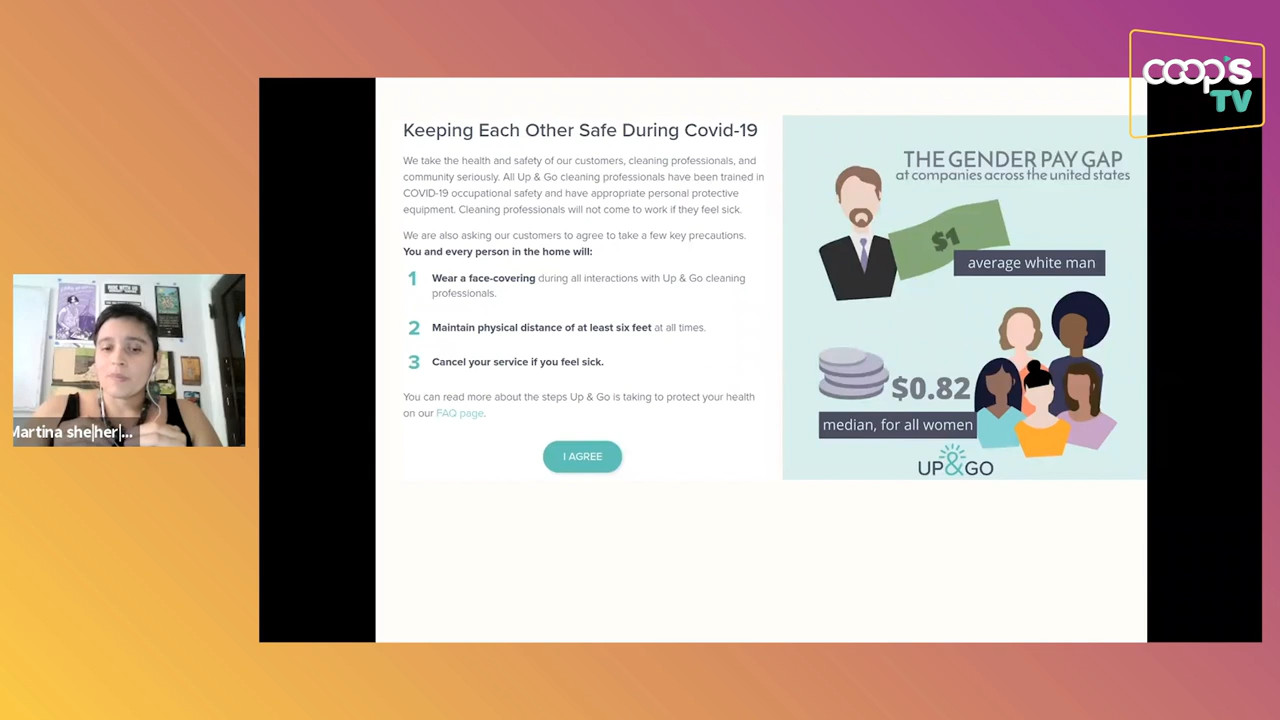 coop's
TV
Keeping Each Other Safe During Covid-19
We take the health and safety of our customers, cleaning professionals, and
community seriously. All Up & Go cleaning professionals have been trained in
COVID-19 occupational safety and have appropriate personal protective
equipment. Cleaning professionals will not come to work if they feel sick.
We are also asking our customers to agree to take a few key precautions.
You and every person in the home will:
1 Wear a face-covering during all interactions with Up & Go cleaning
professionals.
2 Maintain physical distance of at least six feet at all times.
3 Cancel your service if you feel sick.
You can read more about the steps Up & Go is taking to protect your health
on our FAQ page.
I AGREE
THE GENDER PAY GAP
at companies across the united states
$1
average white man
$0.82
median, for all women
UP&GO
Martina she|her|...